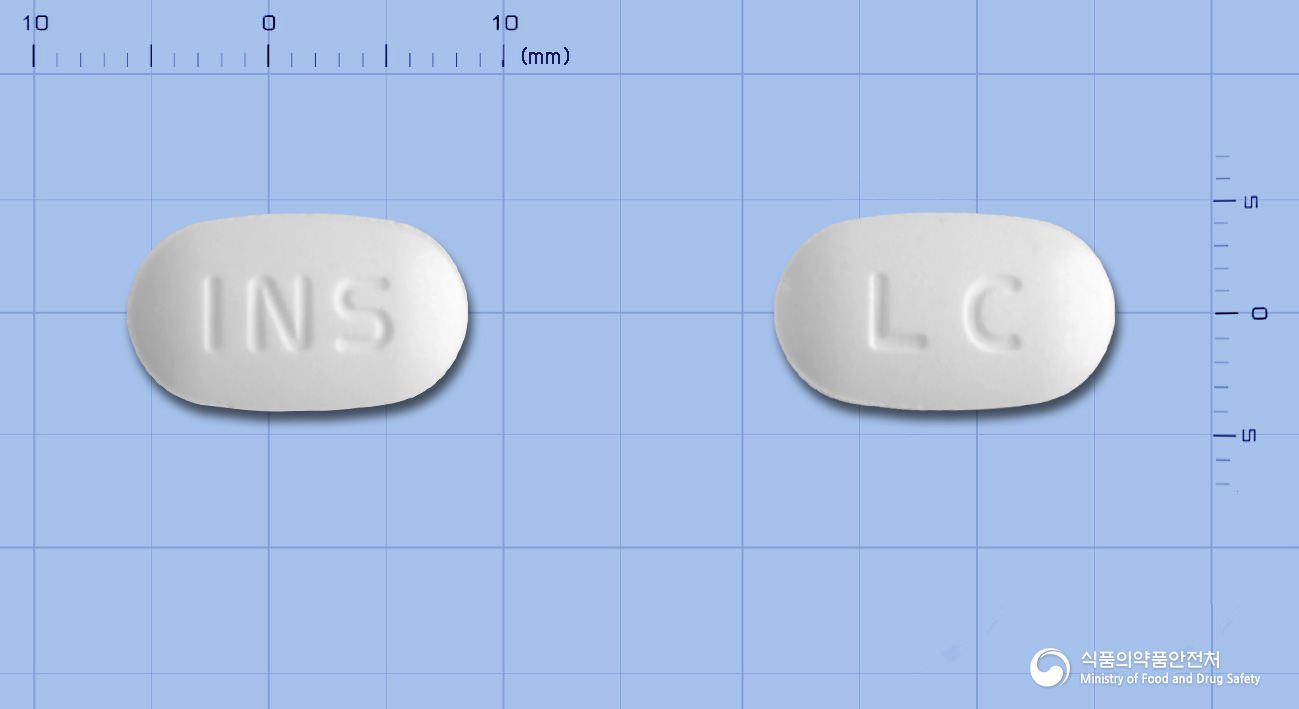 10 0 10
(mm)
INS
LC
5
0
5
식품의약품안전처
Ministry of Food and Drug Safety